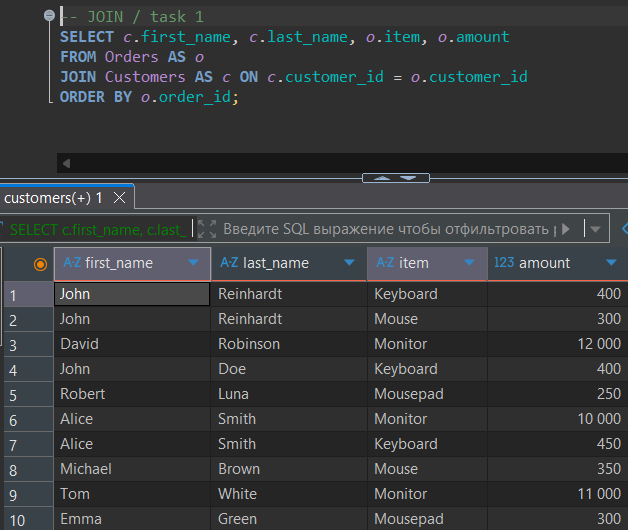 -- JOIN / task 1
SELECT c.first_name, c.last_name, o.item, o.amount
FROM Orders AS o
JOIN Customers AS c ON c.customer_id = o.customer_id
ORDER BY o.order_id;
customers(+) 1
SELECT c.first_name, c.last_ Введите SQL выражение чтобы отфильтровать
A-Z first_name A-Z last_name A-Z item 123 amount
1 John Reinhardt Keyboard 400
2 John Reinhardt Mouse 300
3 David Robinson Monitor 12 000
4 John Doe Keyboard 400
5 Robert Luna Mousepad 250
6 Alice Smith Monitor 10 000
7 Alice Smith Keyboard 450
8 Michael Brown Mouse 350
9 Tom White Monitor 11 000
10 Emma Green Mousepad 300